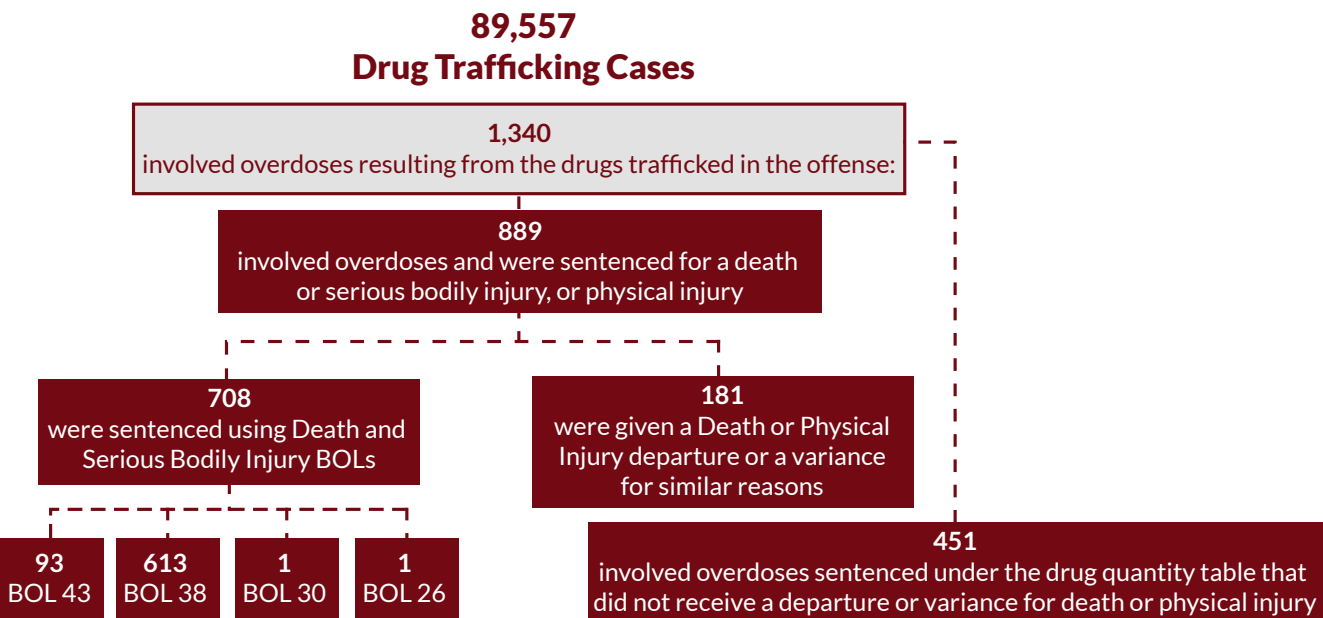 89,557
Drug Trafficking Cases
1,340
involved overdoses resulting from the drugs trafficked in the offense:
889
involved overdoses and were sentenced for a death
or serious bodily injury, or physical injury
708
were sentenced using Death and
Serious Bodily Injury BOLs
181
were given a Death or Physical
Injury departure or a variance
for similar reasons
93
BOL 43
613
BOL 38
1
BOL 30
1
BOL 26
451
involved overdoses sentenced under the drug quantity table that
did not receive a departure or variance for death or physical injury